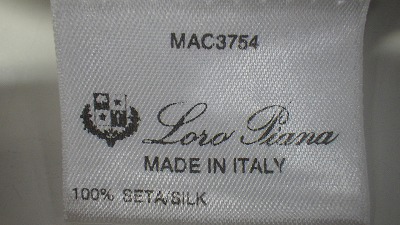 MAC3754
Loro Piana
MADE IN ITALY
100% SETA/SILK